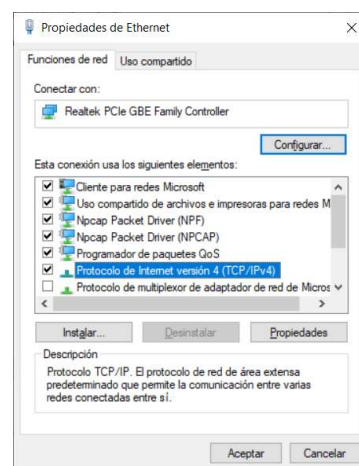 Propiedades de Ethernet
Funciones de red
Uso compartido
Conectar con:
Realtek PCIe GBE Family Controller
Configurar...
Esta conexión usa los siguientes elementos:
Cliente para redes Microsoft
Uso compartido de archivos e impresoras para redes M
Npcap Packet Driver (NPF)
Npcap Packet Driver (NPCAP)
Programador de paquetes QoS
Protocolo de Internet versión 4 (TCP/IPv4)
Protocolo de multiplexor de adaptador de red de Micros
Instalar...
Desinstalar
Propiedades
Descripción
Protocolo TCP/IP. El protocolo de red de área extensa
predeterminado que permite la comunicación entre varias
redes conectadas entre sí.
Aceptar
Cancelar